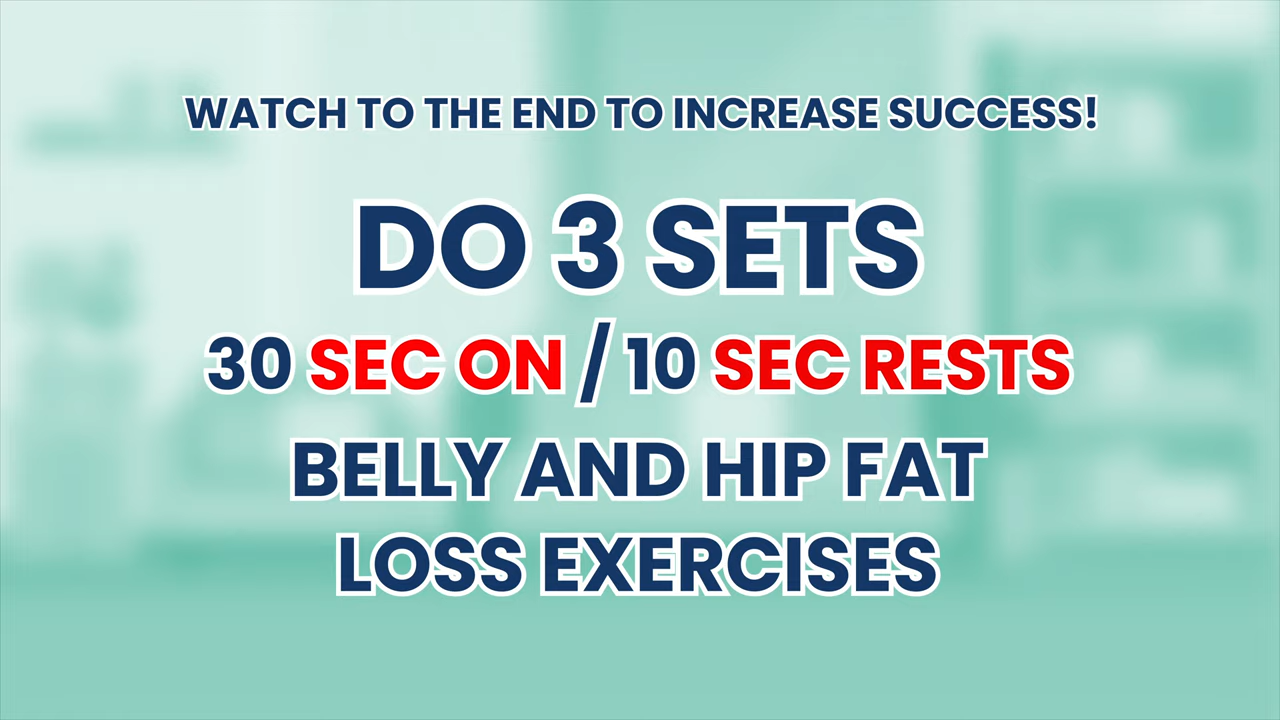 WATCH TO THE END TO INCREASE SUCCESS!
DO 3 SETS
30 SEC ON / 10 SEC RESTS
BELLY AND HIP FAT
LOSS EXERCISES